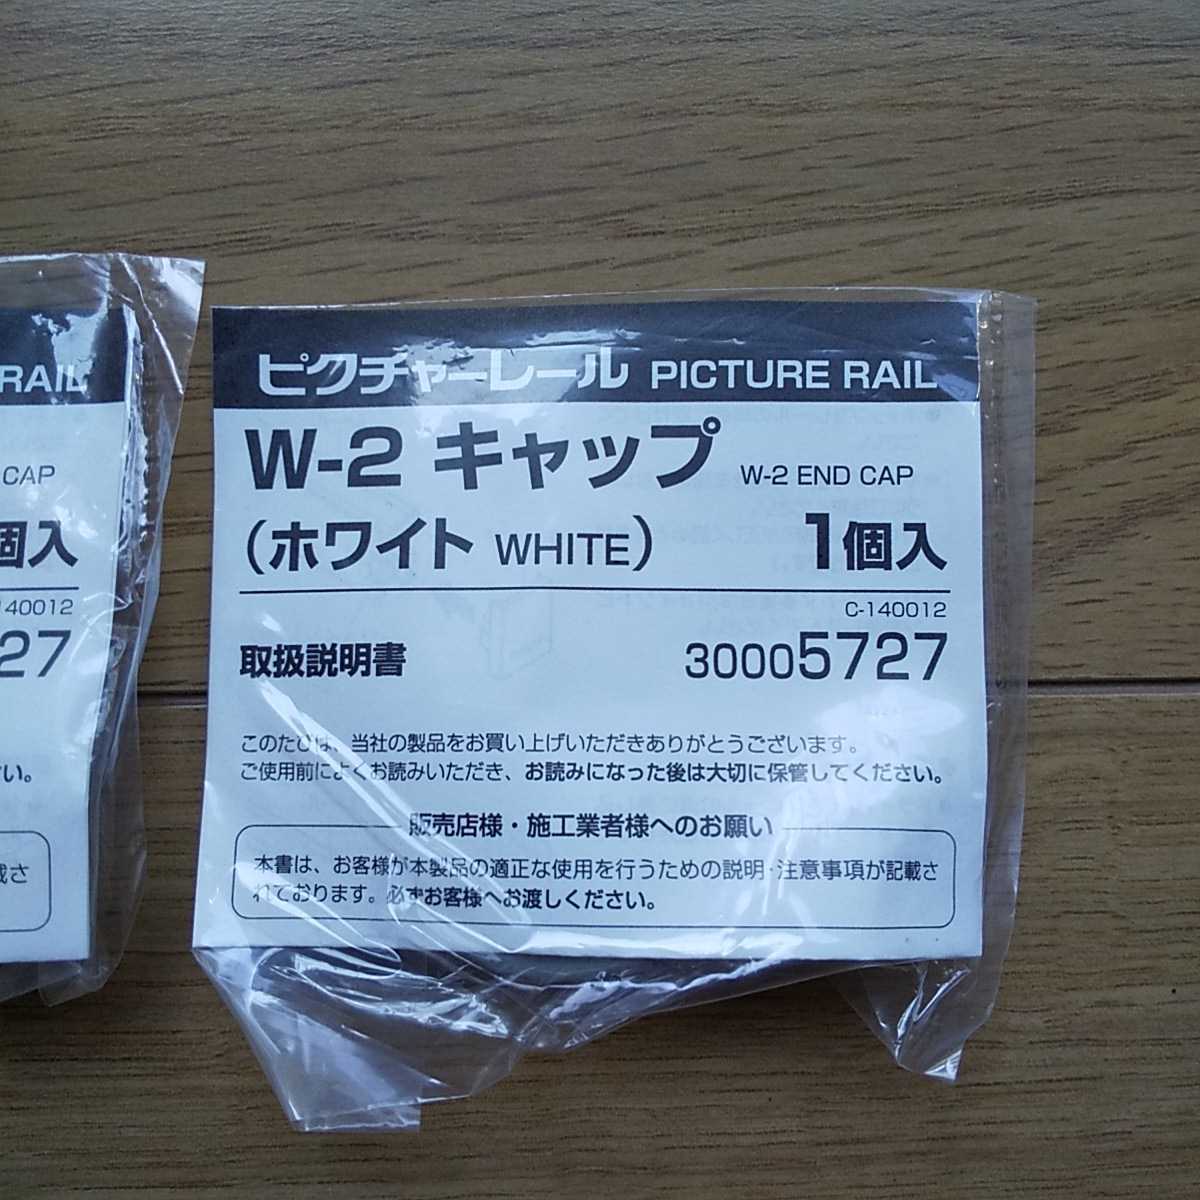 RAIL
CAP
個入
140012
27
い。
載さ
ピクチャーレール PICTURE RAIL
W-2 キャップ W-2 END CAP
(ホワイト WHITE) 1個入
C-140012
取扱説明書 30005727
このたびは、当社の製品をお買い上げいただきありがとうございます。
ご使用前によくお読みいただき、お読みになった後は大切に保管してください。
販売店様・施工業者様へのお願い
本書は、お客様が本製品の適正な使用を行うための説明・注意事項が記載さ
れております。必ずお客様へお渡しください。